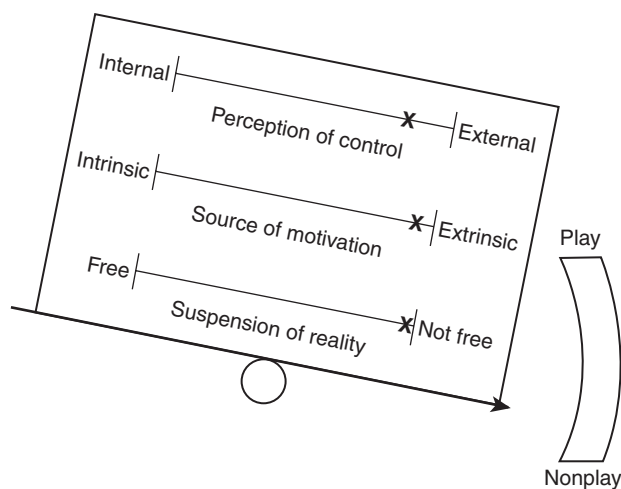 Internal
External
Perception of control
Intrinsic
Extrinsic
Source of motivation
Free
Not free
Suspension of reality
Play
Nonplay